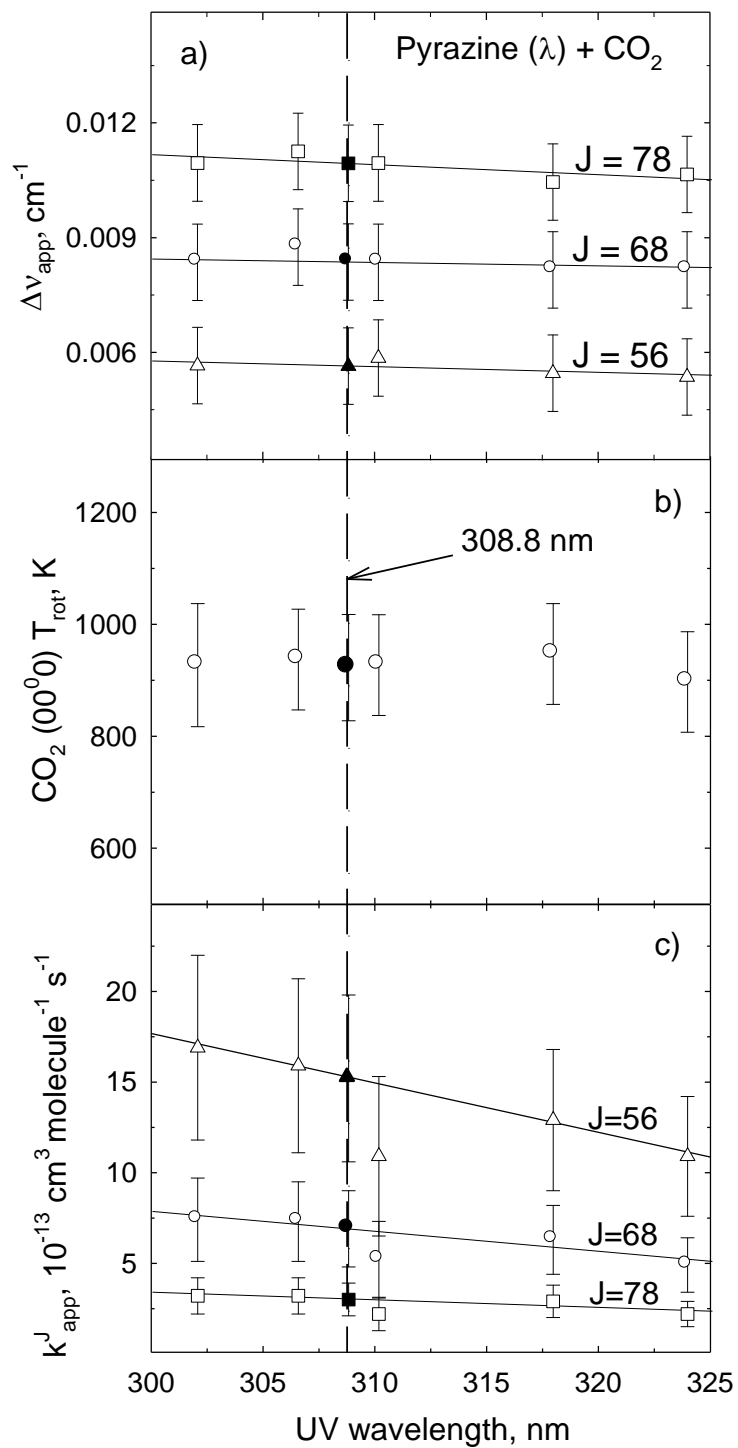 a)
Pyrazine (λ) + CO₂
0.012
0.009
0.006
Δν_app, cm⁻¹
J = 78
J = 68
J = 56
b)
1200
1000
800
600
CO₂ (00⁰0) T_rot, K
308.8 nm
c)
20
15
10
5
k^J_app, 10⁻¹³ cm³ molecule⁻¹ s⁻¹
J=56
J=68
J=78
300 305 310 315 320 325
UV wavelength, nm